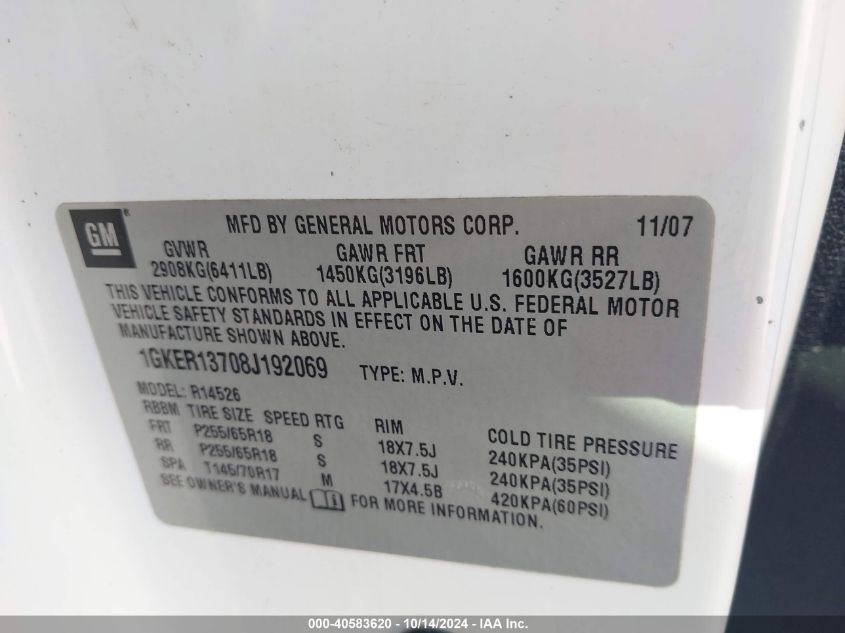 GM® MFD BY GENERAL MOTORS CORP. 11/07
GVWR GAWR FRT GAWR RR
2908KG(6411LB) 1450KG(3196LB) 1600KG(3527LB)
THIS VEHICLE CONFORMS TO ALL APPLICABLE U.S. FEDERAL MOTOR
VEHICLE SAFETY STANDARDS IN EFFECT ON THE DATE OF
MANUFACTURE SHOWN ABOVE.
1GKER13708J192069 TYPE: M.P.V.
MODEL: R14526
RBBM TIRE SIZE SPEED RTG RIM COLD TIRE PRESSURE
FRT P255/65R18 S 18X7.5J 240KPA(35PSI)
RR P255/65R18 S 18X7.5J 240KPA(35PSI)
SPA T145/70R17 M 17X4.5B 420KPA(60PSI)
SEE OWNER'S MANUAL FOR MORE INFORMATION.
000-40583620 - 10/14/2024 - IAA Inc.